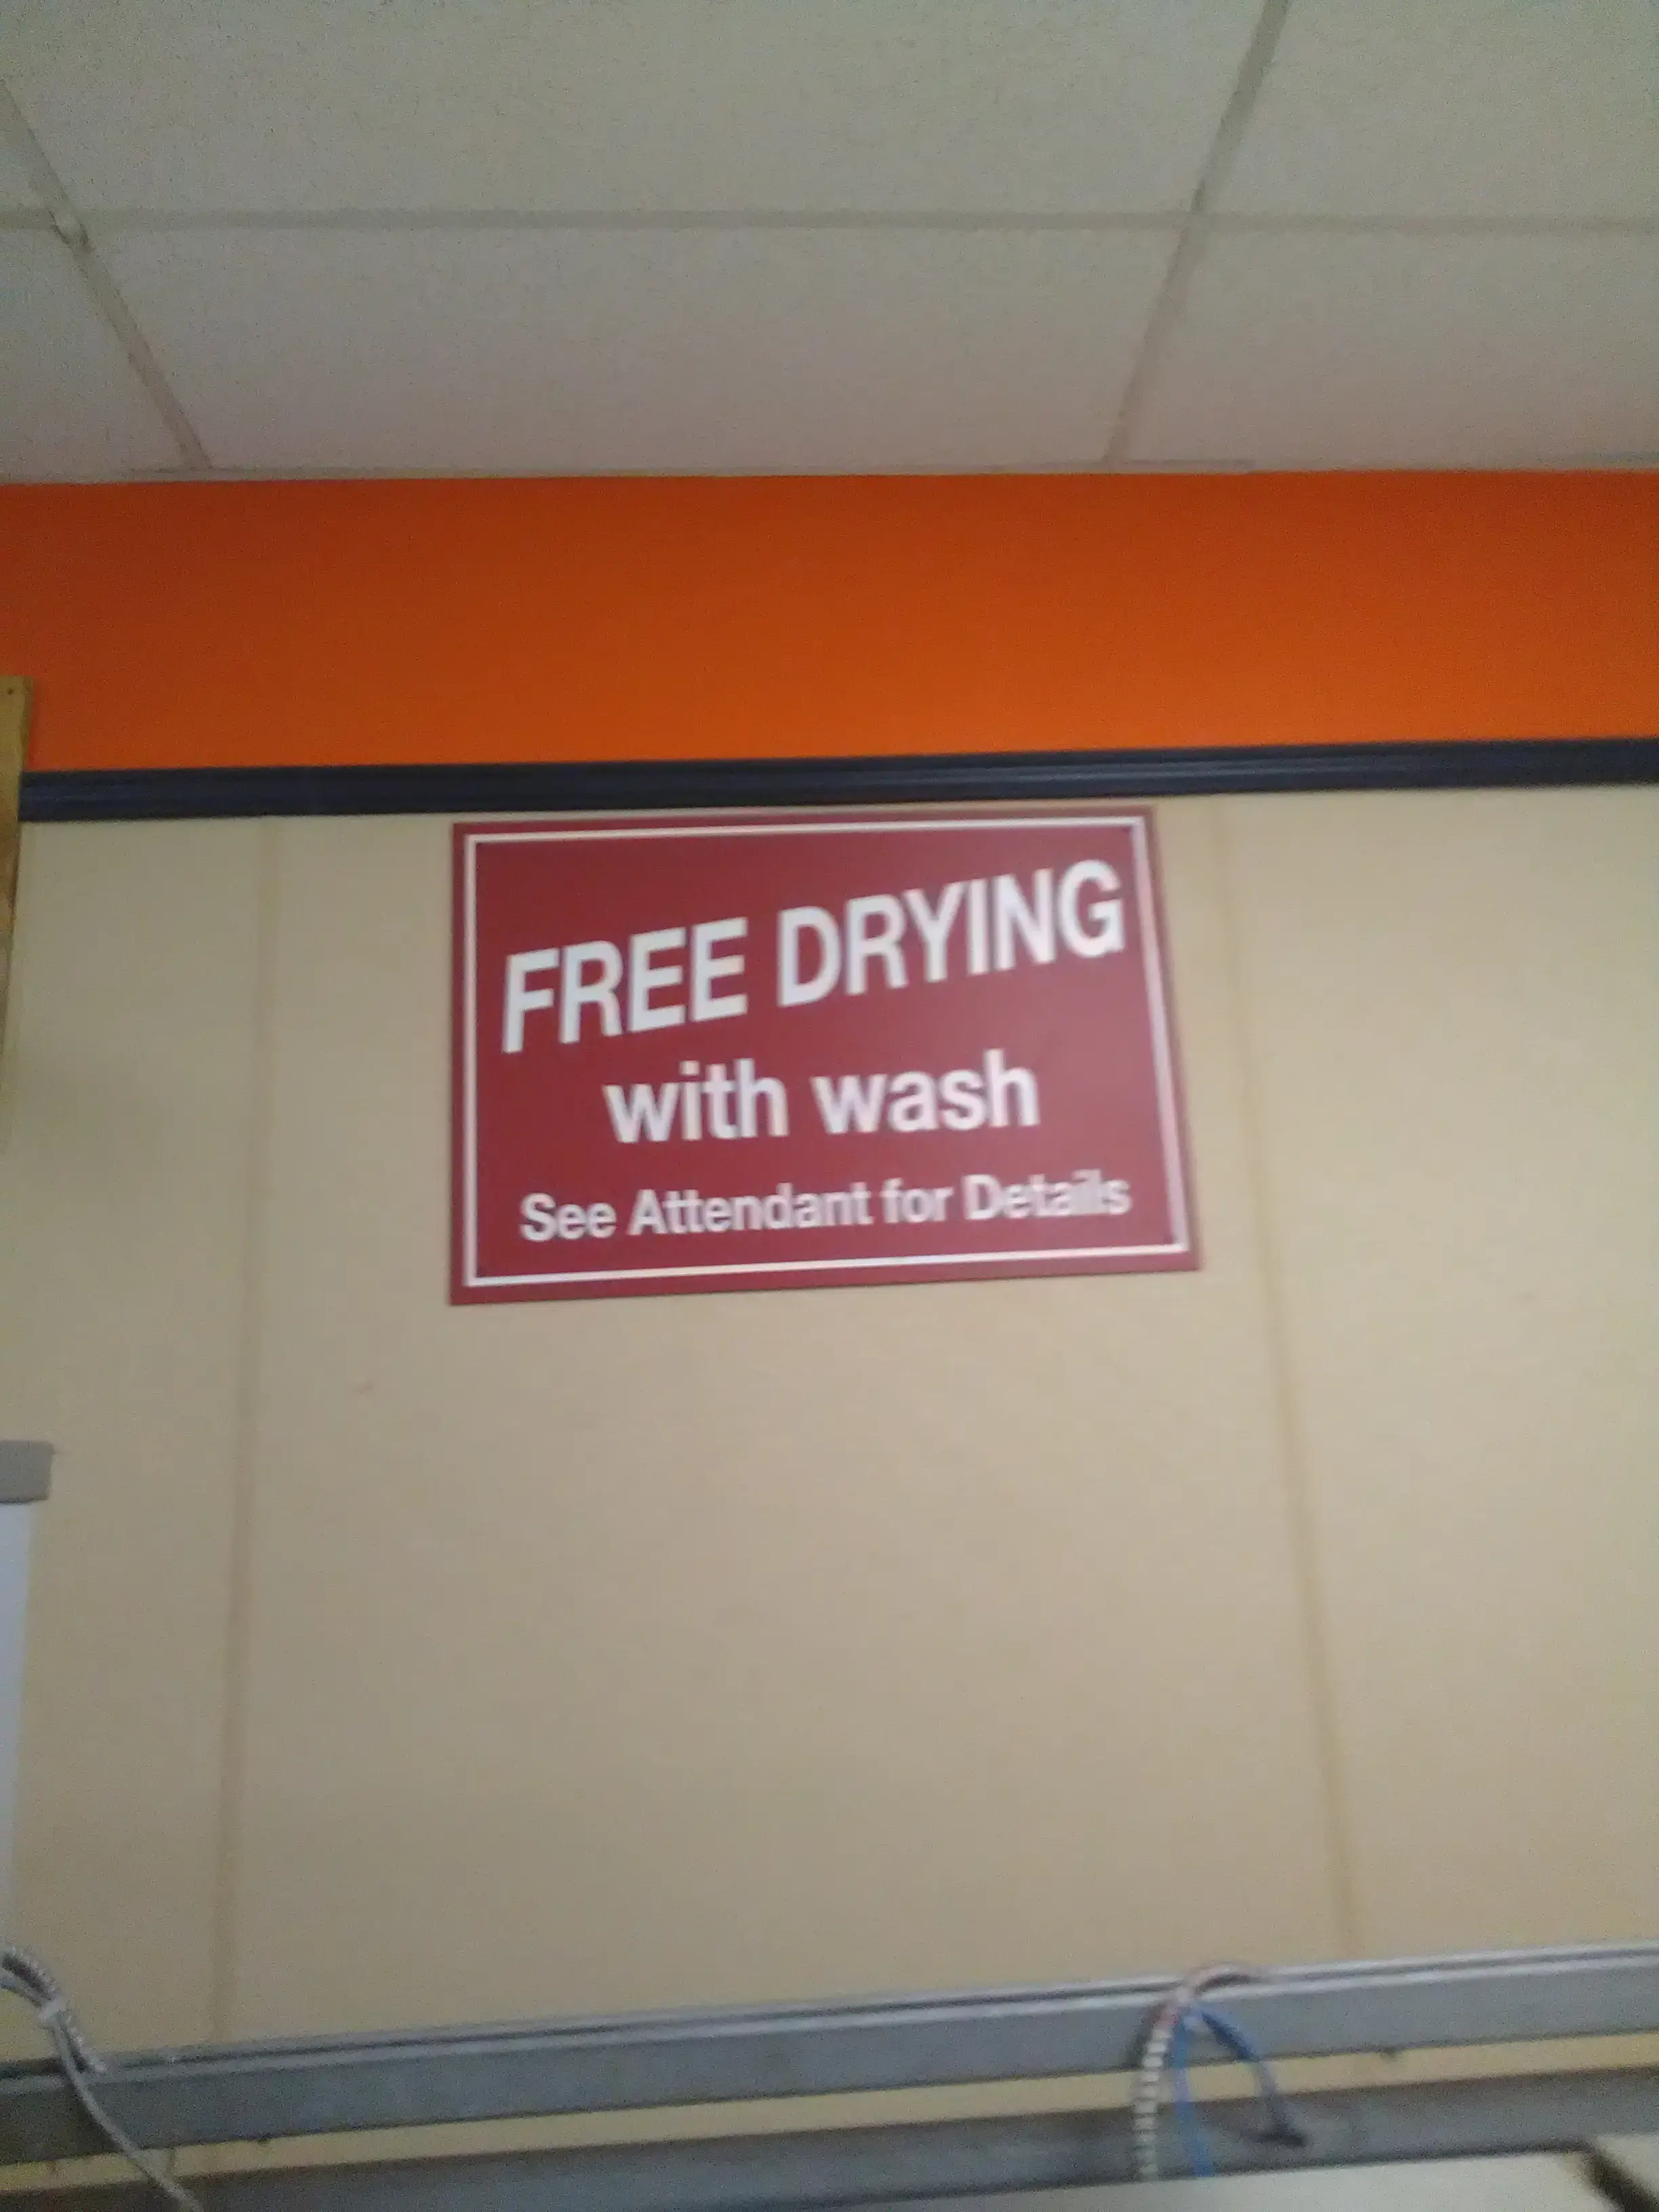 FREE DRYING
with wash
See Attendant for Details